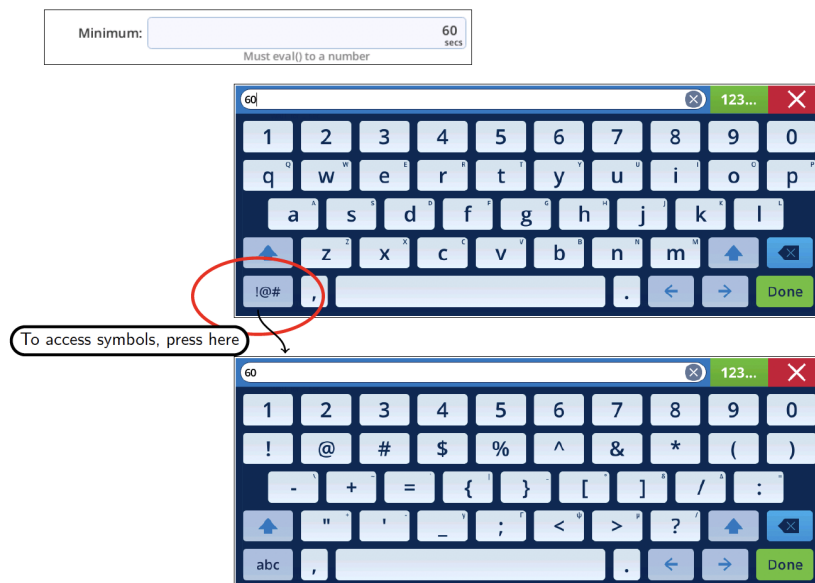 Minimum:
60
secs
Must eval() to a number
60
123...
1 2 3 4 5 6 7 8 9 0
q Q w W e E r R t T y Y u U i I o O p P
a A s S d D f F g G h H j J k K l L
z Z x X c C v V b B n N m M
!@# , . ← → Done
To access symbols, press here
60
123...
1 2 3 4 5 6 7 8 9 0
! @ # $ % ^ & * ( )
- + = { } [ ] / :
" ' _ ; < > ?
abc , . ← → Done